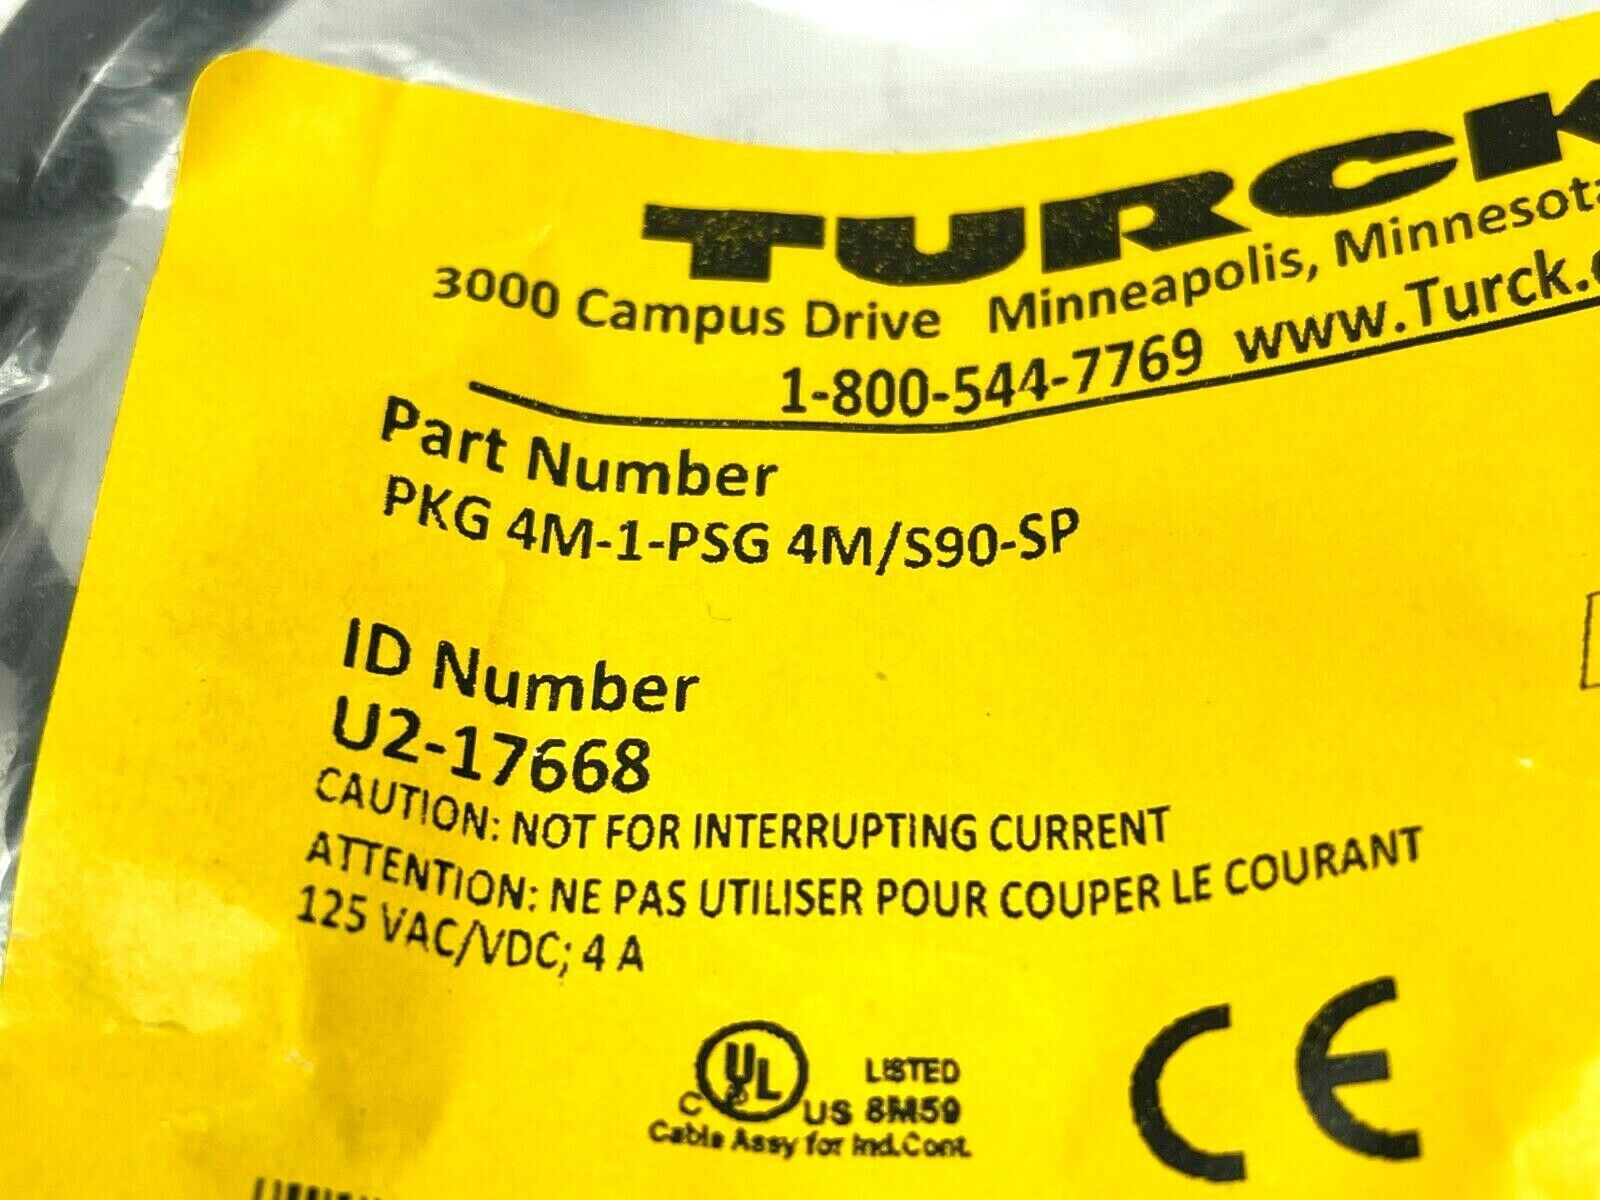 TURCK
3000 Campus Drive Minneapolis, Minnesota
1-800-544-7769 www.Turck.
Part Number
PKG 4M-1-PSG 4M/S90-SP
ID Number
U2-17668
CAUTION: NOT FOR INTERRUPTING CURRENT
ATTENTION: NE PAS UTILISER POUR COUPER LE COURANT
125 VAC/VDC; 4 A
C UL US LISTED
8M59
Cable Assy for Ind.Cont.
CE